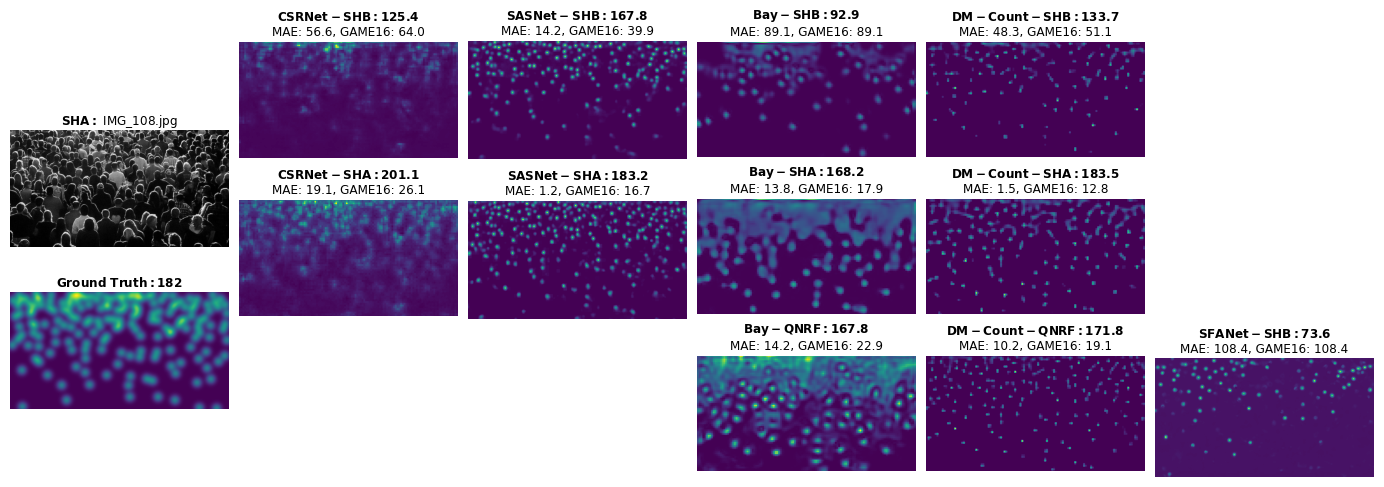 CSRNet − SHB : 125.4
MAE: 56.6, GAME16: 64.0
SASNet − SHB : 167.8
MAE: 14.2, GAME16: 39.9
Bay − SHB : 92.9
MAE: 89.1, GAME16: 89.1
DM − Count − SHB : 133.7
MAE: 48.3, GAME16: 51.1
SHA : IMG_108.jpg
CSRNet − SHA : 201.1
MAE: 19.1, GAME16: 26.1
SASNet − SHA : 183.2
MAE: 1.2, GAME16: 16.7
Bay − SHA : 168.2
MAE: 13.8, GAME16: 17.9
DM − Count − SHA : 183.5
MAE: 1.5, GAME16: 12.8
Ground Truth : 182
Bay − QNRF : 167.8
MAE: 14.2, GAME16: 22.9
DM − Count − QNRF : 171.8
MAE: 10.2, GAME16: 19.1
SFANet − SHB : 73.6
MAE: 108.4, GAME16: 108.4